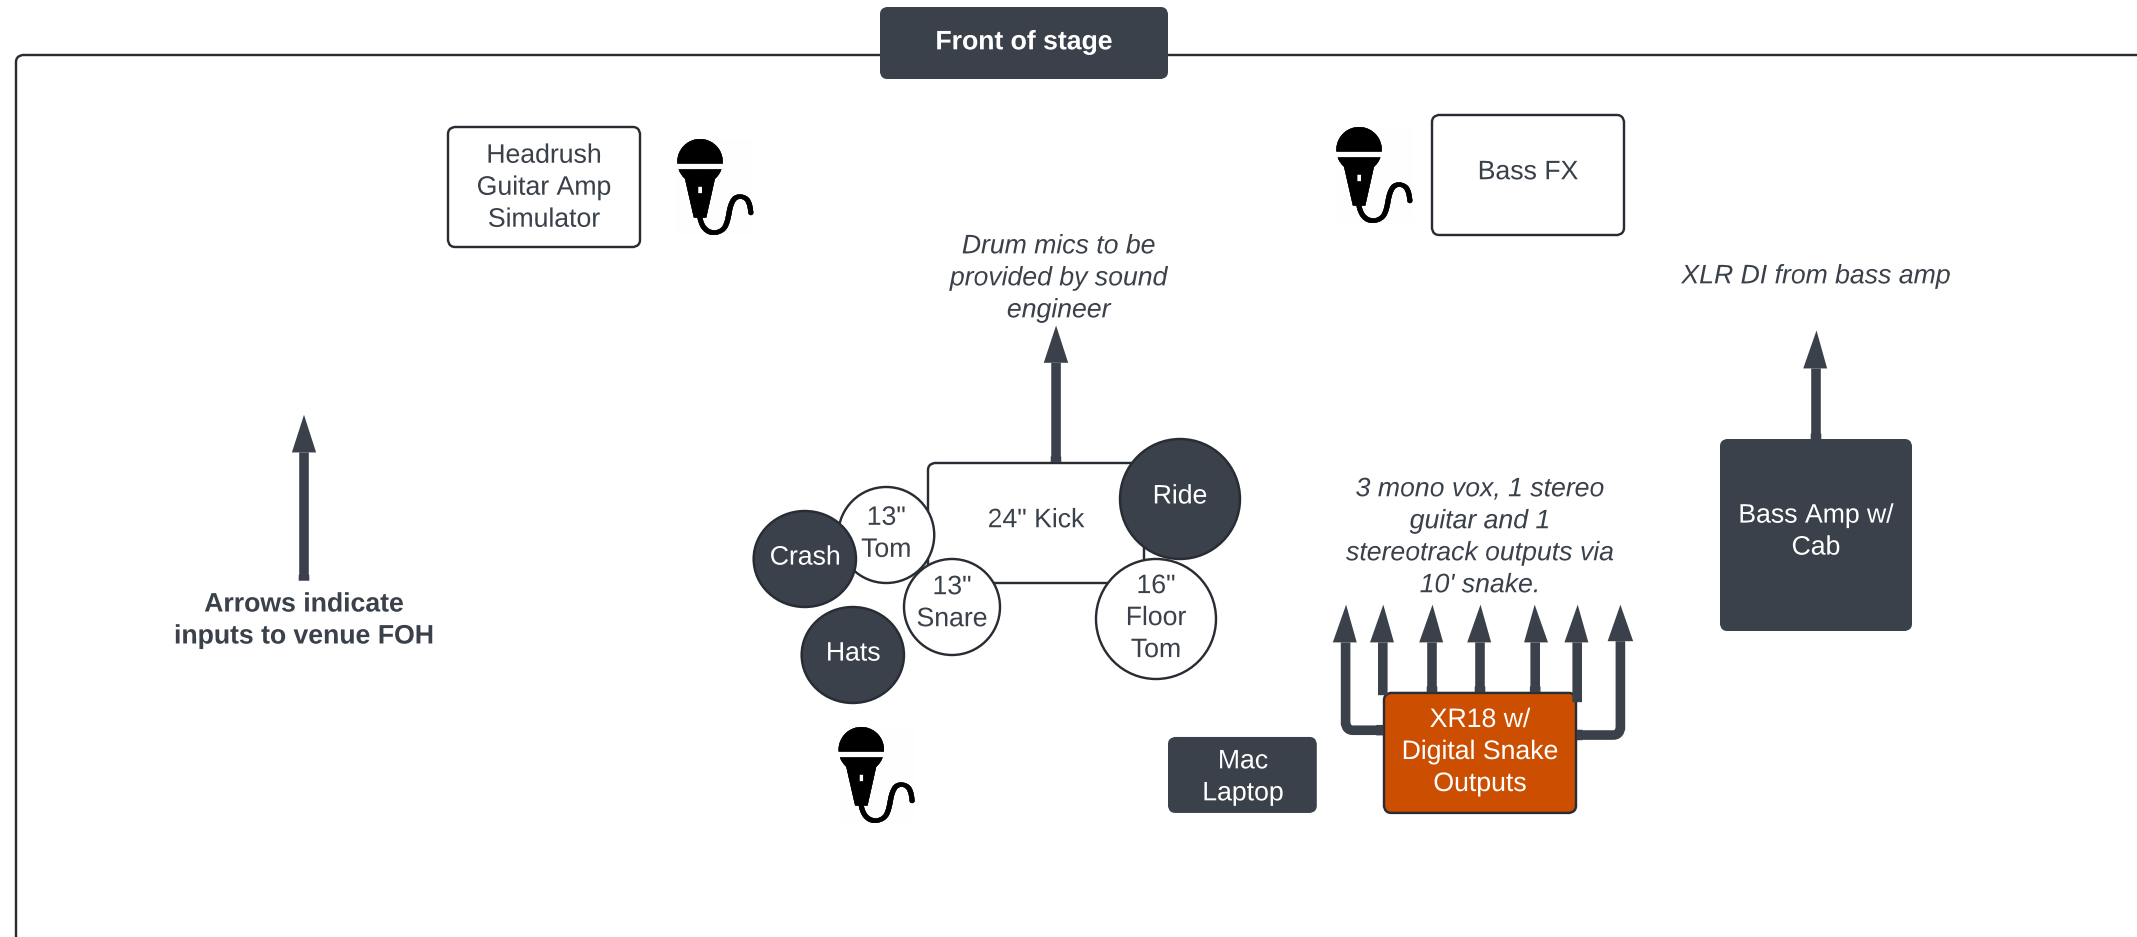 Front of stage
Headrush
Guitar Amp
Simulator
Bass FX
Drum mics to be
provided by sound
engineer
XLR DI from bass amp
Arrows indicate
inputs to venue FOH
Crash
13"
Tom
24" Kick
Ride
13"
Snare
Hats
16"
Floor
Tom
3 mono vox, 1 stereo
guitar and 1
stereotrack outputs via
10' snake.
Bass Amp w/
Cab
Mac
Laptop
XR18 w/
Digital Snake
Outputs